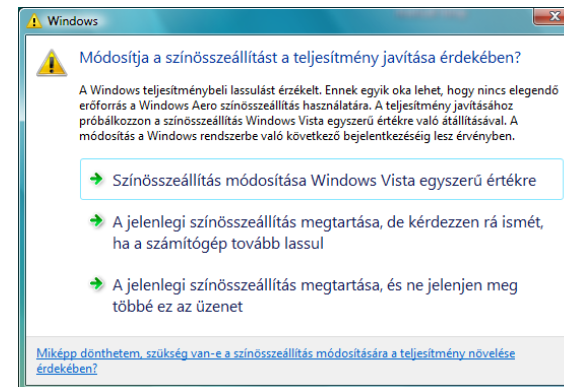 Windows
Módosítja a színösszeállítást a teljesítmény javítása érdekében?
A Windows teljesítménybeli lassulást érzékelt. Ennek egyik oka lehet, hogy nincs elegendő
erőforrás a Windows Aero színösszeállítás használatára. A teljesítmény javításához
próbálkozzon a színösszeállítás Windows Vista egyszerű értékre való átállításával. A
módosítás a Windows rendszerbe való következő bejelentkezéséig lesz érvényben.
Színösszeállítás módosítása Windows Vista egyszerű értékre
A jelenlegi színösszeállítás megtartása, de kérdezzen rá ismét,
ha a számítógép tovább lassul
A jelenlegi színösszeállítás megtartása, és ne jelenjen meg
többé ez az üzenet
Miképp dönthetem, szükség van-e a színösszeállítás módosítására a teljesítmény növelése
érdekében?